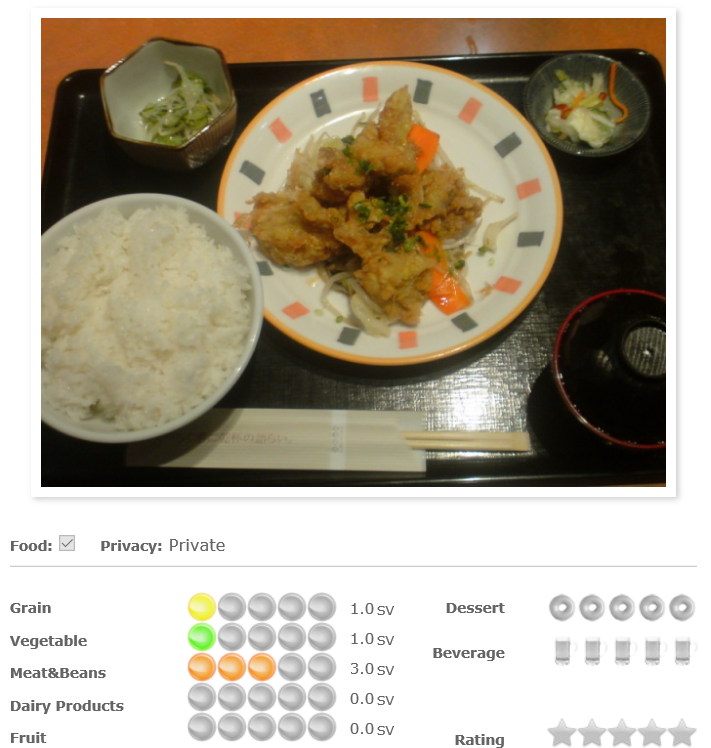 Food: Privacy: Private
Grain 1.0 SV Dessert
Vegetable 1.0 SV Beverage
Meat&Beans 3.0 SV
Dairy Products 0.0 SV
Fruit 0.0 SV Rating